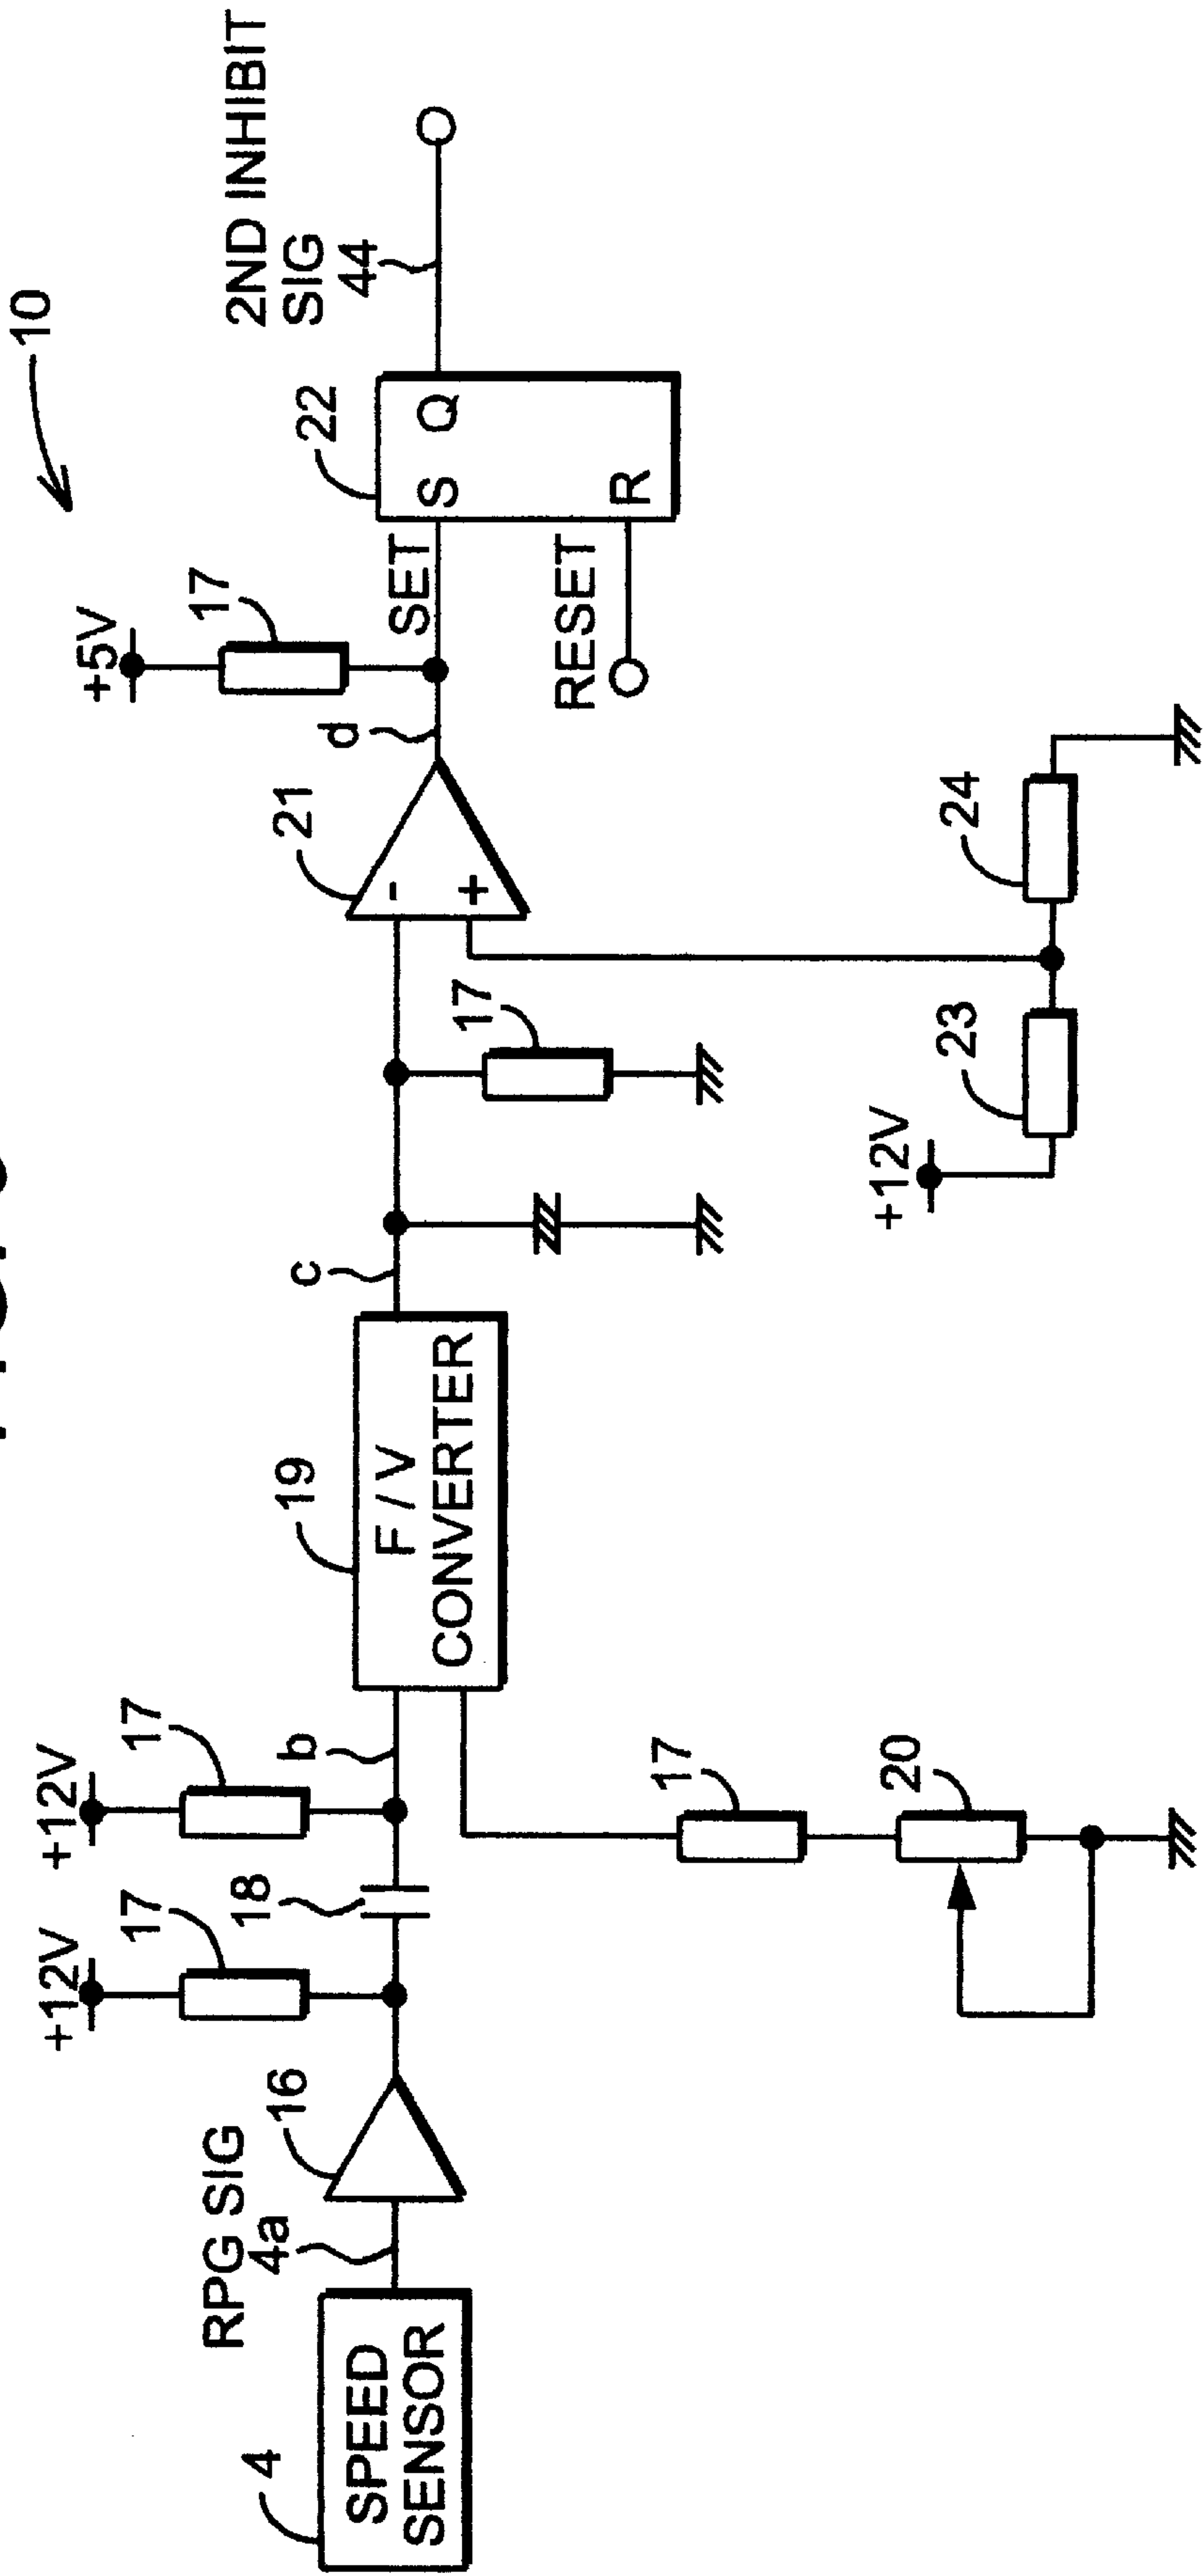 10
4
SPEED
SENSOR
RPG SIG
4a
16
+12V
17
18
+12V
17
b
17
20
19
F / V
CONVERTER
c
17
21
-
+
+12V
23
24
d
+5V
17
SET
RESET
22
S Q
R
2ND INHIBIT
SIG
44